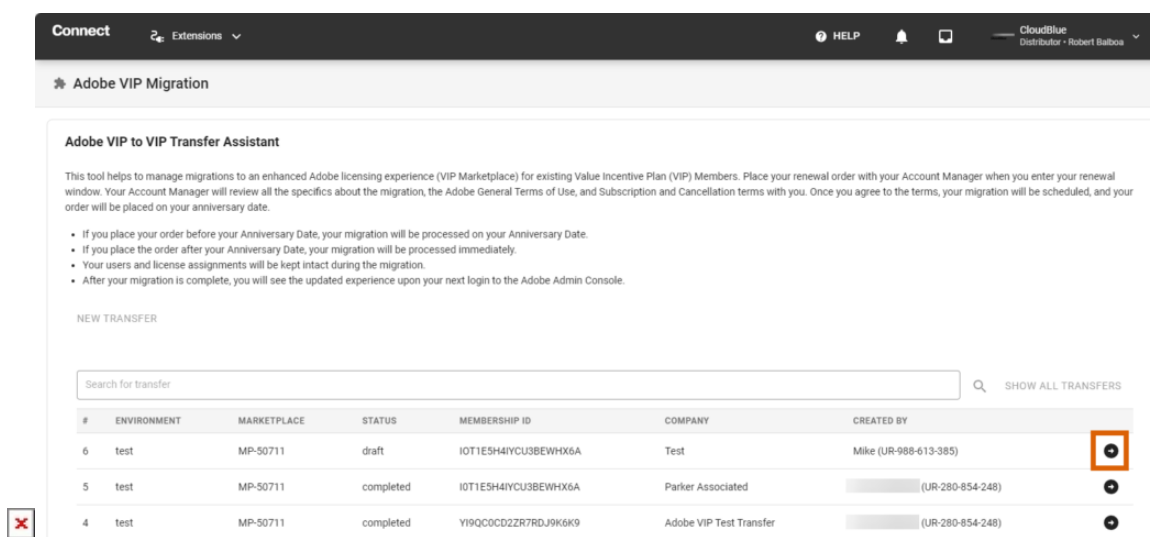 Connect Extensions HELP CloudBlue
Distributor • Robert Balboa
Adobe VIP Migration
Adobe VIP to VIP Transfer Assistant
This tool helps to manage migrations to an enhanced Adobe licensing experience (VIP Marketplace) for existing Value Incentive Plan (VIP) Members. Place your renewal order with your Account Manager when you enter your renewal
window. Your Account Manager will review all the specifics about the migration, the Adobe General Terms of Use, and Subscription and Cancellation terms with you. Once you agree to the terms, your migration will be scheduled, and your
order will be placed on your anniversary date.
• If you place your order before your Anniversary Date, your migration will be processed on your Anniversary Date.
• If you place the order after your Anniversary Date, your migration will be processed immediately.
• Your users and license assignments will be kept intact during the migration.
• After your migration is complete, you will see the updated experience upon your next login to the Adobe Admin Console.
NEW TRANSFER
Search for transfer SHOW ALL TRANSFERS
# ENVIRONMENT MARKETPLACE STATUS MEMBERSHIP ID COMPANY CREATED BY
6 test MP-50711 draft IOT1E5H4IYCU3BEWHX6A Test Mike (UR-988-613-385)
5 test MP-50711 completed I0T1E5H4IYCU3BEWHX6A Parker Associated (UR-280-854-248)
4 test MP-50711 completed YI9QC0CD2ZR7RDJ9K6K9 Adobe VIP Test Transfer (UR-280-854-248)